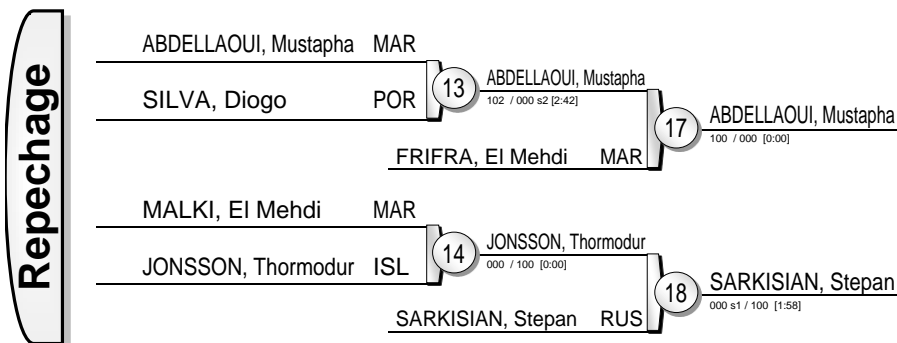 Repechage
ABDELLAOUI, Mustapha MAR
SILVA, Diogo POR
13
ABDELLAOUI, Mustapha
102 / 000 s2 [2:42]
FRIFRA, El Mehdi MAR
17
ABDELLAOUI, Mustapha
100 / 000 [0:00]
MALKI, El Mehdi MAR
JONSSON, Thormodur ISL
14
JONSSON, Thormodur
000 / 100 [0:00]
SARKISIAN, Stepan RUS
18
SARKISIAN, Stepan
000 s1 / 100 [1:58]